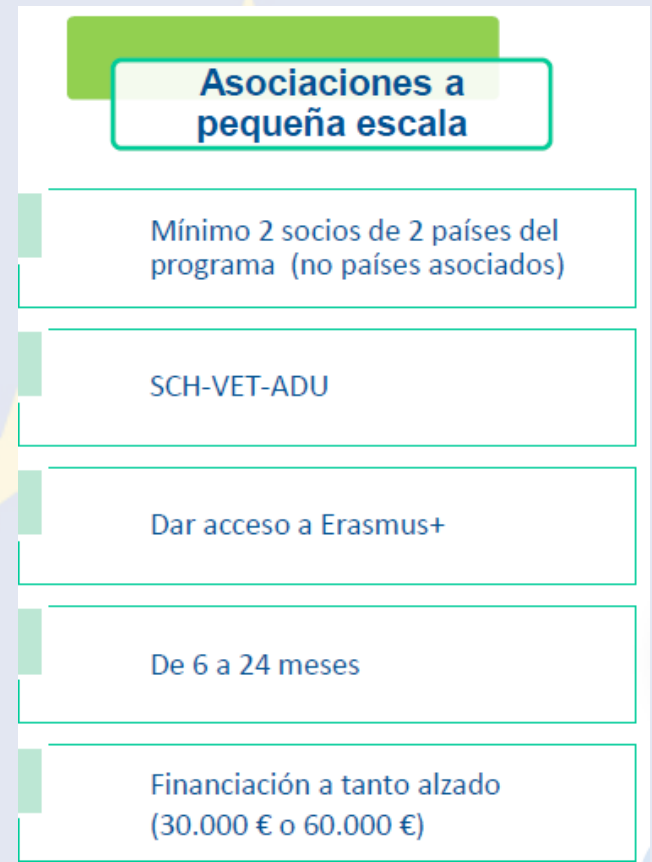 Asociaciones a
pequeña escala
Mínimo 2 socios de 2 países del
programa (no países asociados)
SCH-VET-ADU
Dar acceso a Erasmus+
De 6 a 24 meses
Financiación a tanto alzado
(30.000 € o 60.000 €)